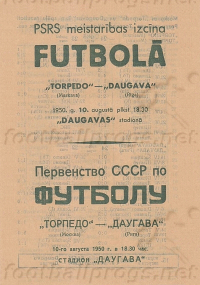 PSRS meistarības izcīņa
FUTBOLĀ
„TORPEDO"—„DAUGAVA"
(Maskava) (Rīga)
1950. g. 10. augustā plkst. 18.30
„DAUGAVAS" stadionā
Первенство СССР по
ФУТБОЛУ
„ТОРПЕДО"—„ДАУГАВА"
(Москва) (Рига)
10-го августа 1950 г. в 18.30 час.
СТАДИОН „ДАУГАВА"